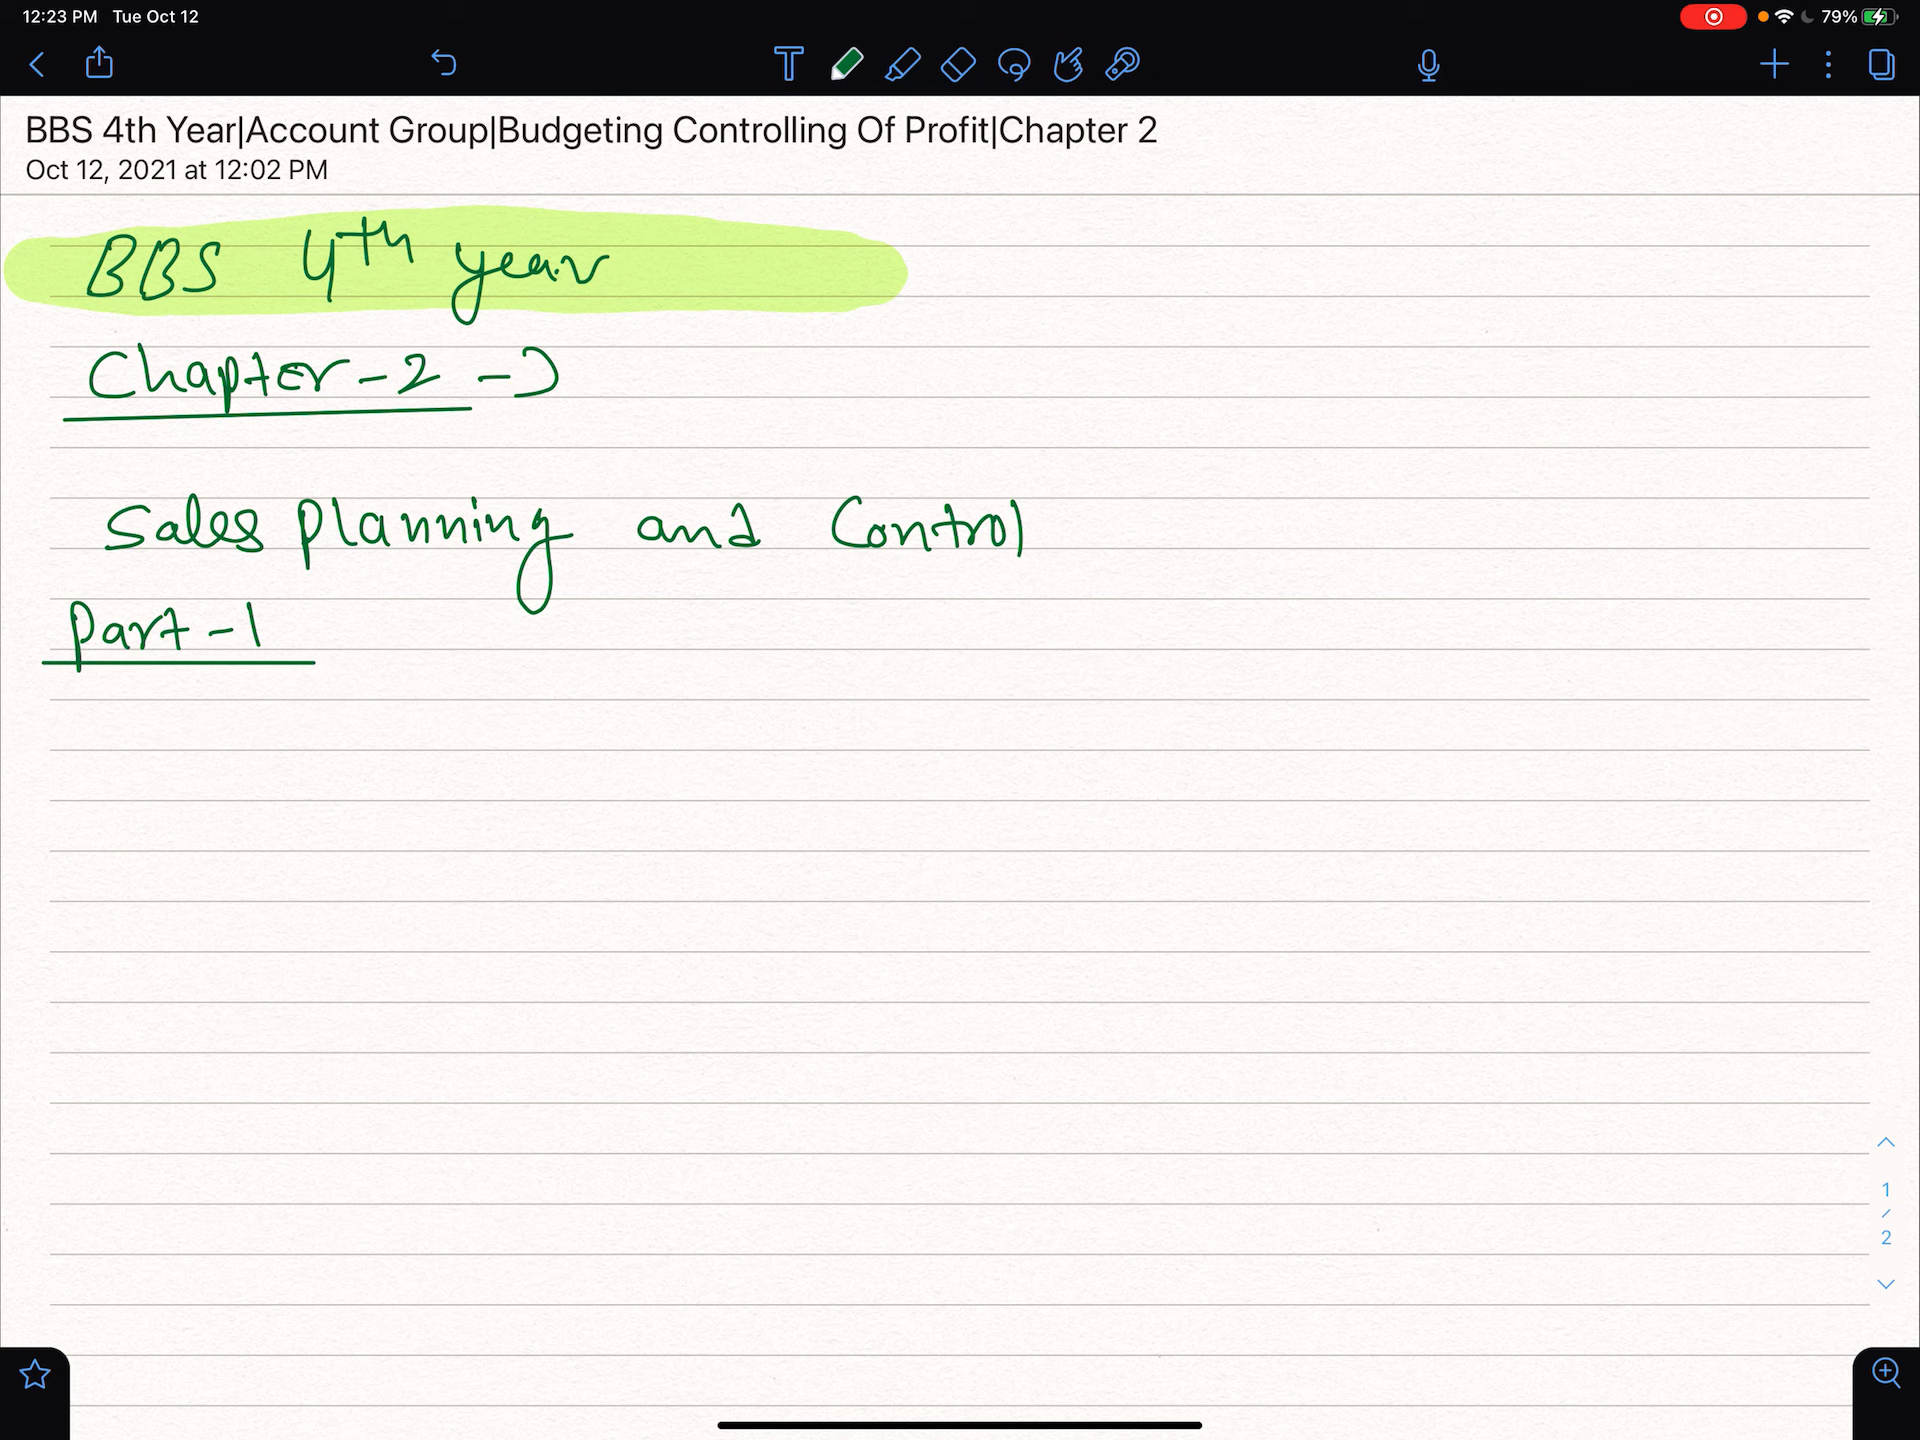 12:23 PM Tue Oct 12 79%
BBS 4th Year|Account Group|Budgeting Controlling Of Profit|Chapter 2
Oct 12, 2021 at 12:02 PM
BBS 4th year
Chapter-2 →
Sales Planning and Control
Part-1
1
/
2